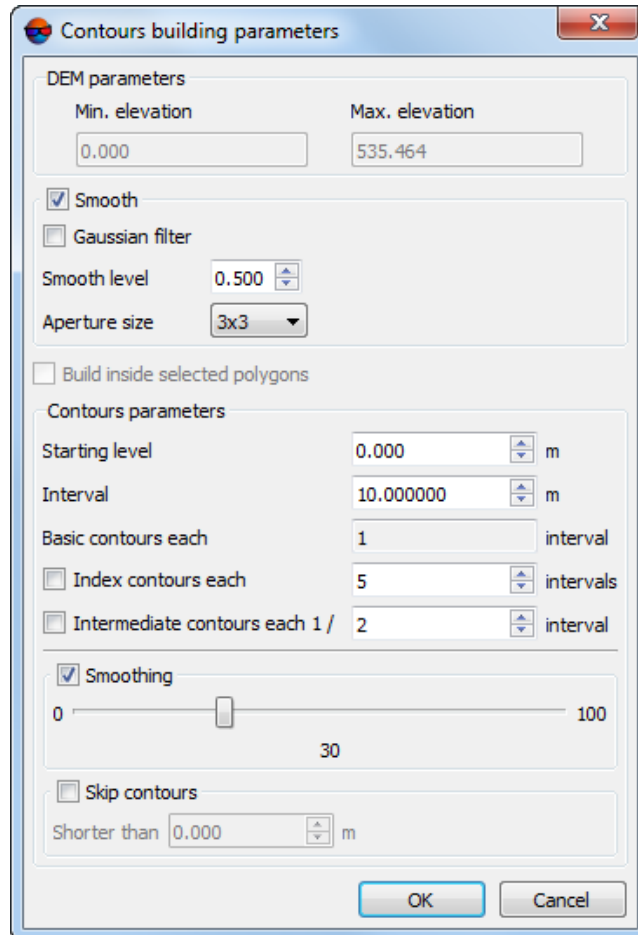 Contours building parameters
DEM parameters
Min. elevation Max. elevation
0.000 535.464
Smooth
Gaussian filter
Smooth level 0.500
Aperture size 3x3
Build inside selected polygons
Contours parameters
Starting level 0.000 m
Interval 10.000000 m
Basic contours each 1 interval
Index contours each 5 intervals
Intermediate contours each 1 / 2 interval
Smoothing
0 100
30
Skip contours
Shorter than 0.000 m
OK Cancel